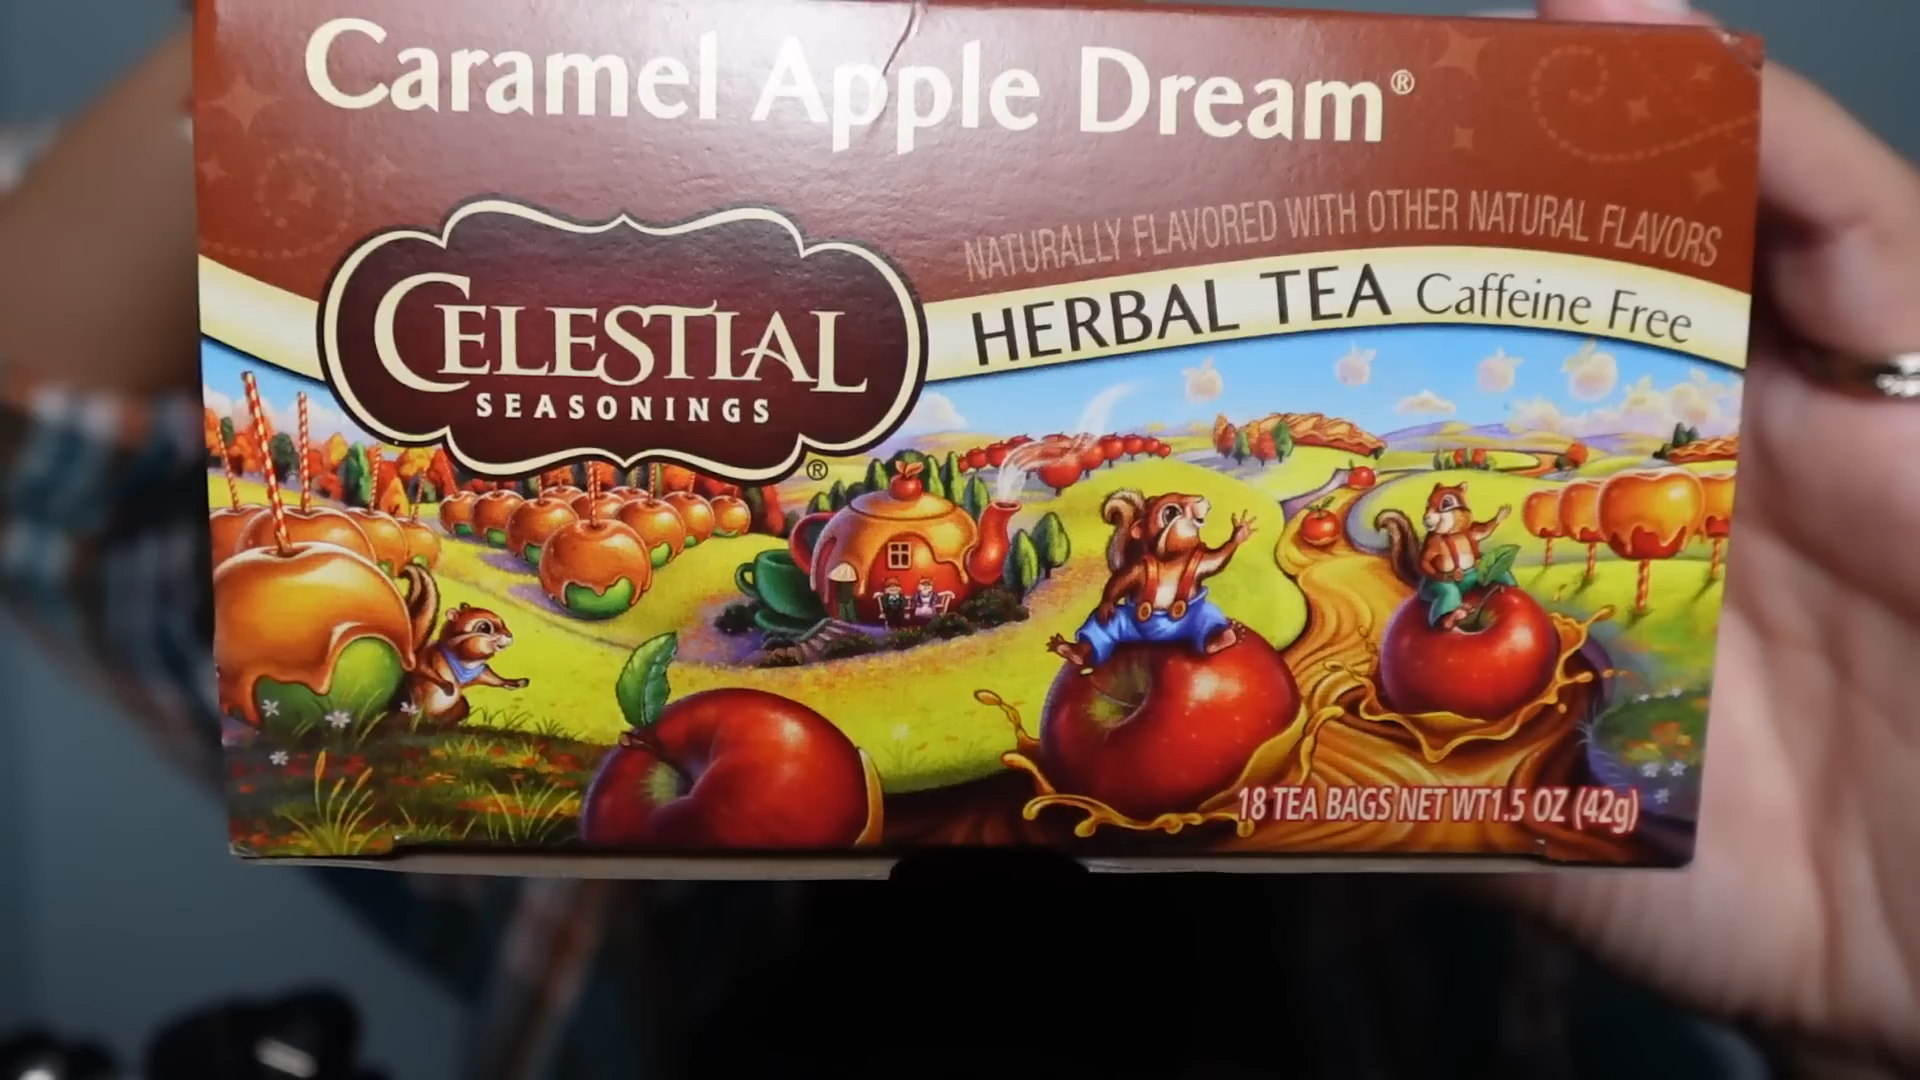 Caramel Apple Dream®
NATURALLY FLAVORED WITH OTHER NATURAL FLAVORS
HERBAL TEA Caffeine Free
CELESTIAL
SEASONINGS®
18 TEA BAGS NET WT1.5 OZ (42g)